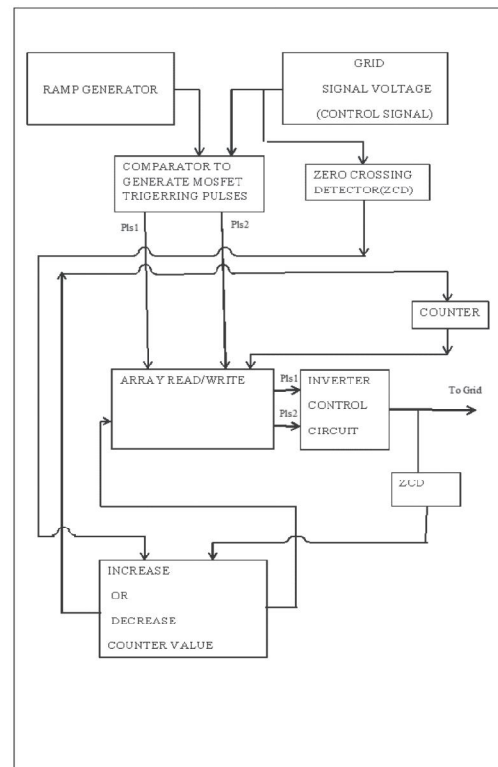 RAMP GENERATOR
GRID
SIGNAL VOLTAGE
(CONTROL SIGNAL)
COMPARATOR TO
GENERATE MOSFET
TRIGERRING PULSES
ZERO CROSSING
DETECTOR(ZCD)
Pls1
Pls2
COUNTER
ARRAY READ/WRITE
Pls1
Pls2
INVERTER
CONTROL
CIRCUIT
To Grid
ZCD
INCREASE
OR
DECREASE
COUNTER VALUE